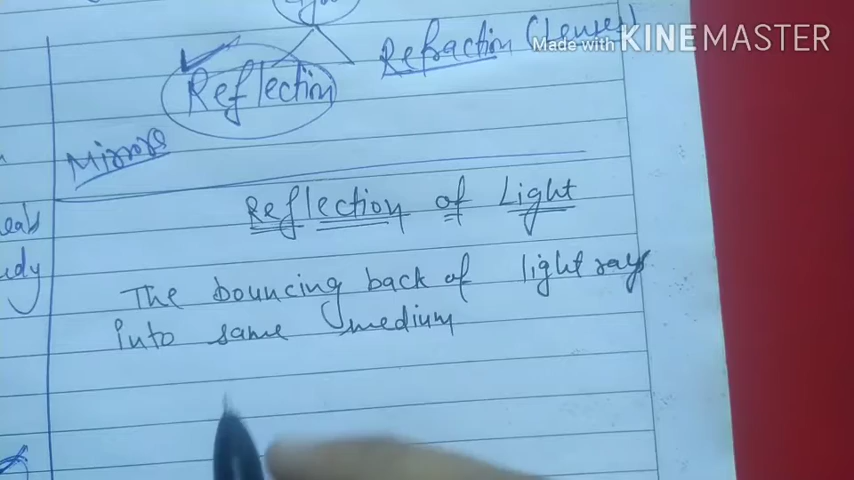 Refraction (Lenses)
Made with KINEMASTER
Reflection
Mirrors
Reflection of Light
The bouncing back of light rays
into same medium